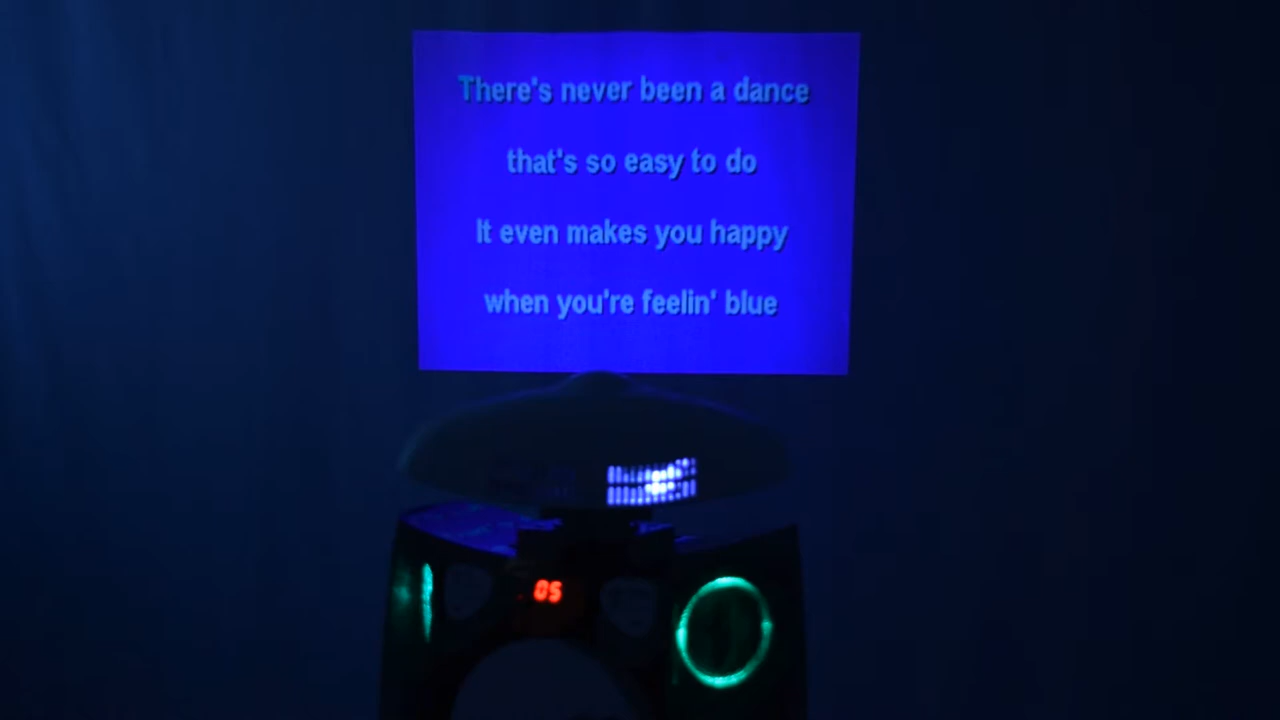 There's never been a dance
that's so easy to do
It even makes you happy
when you're feelin' blue
05